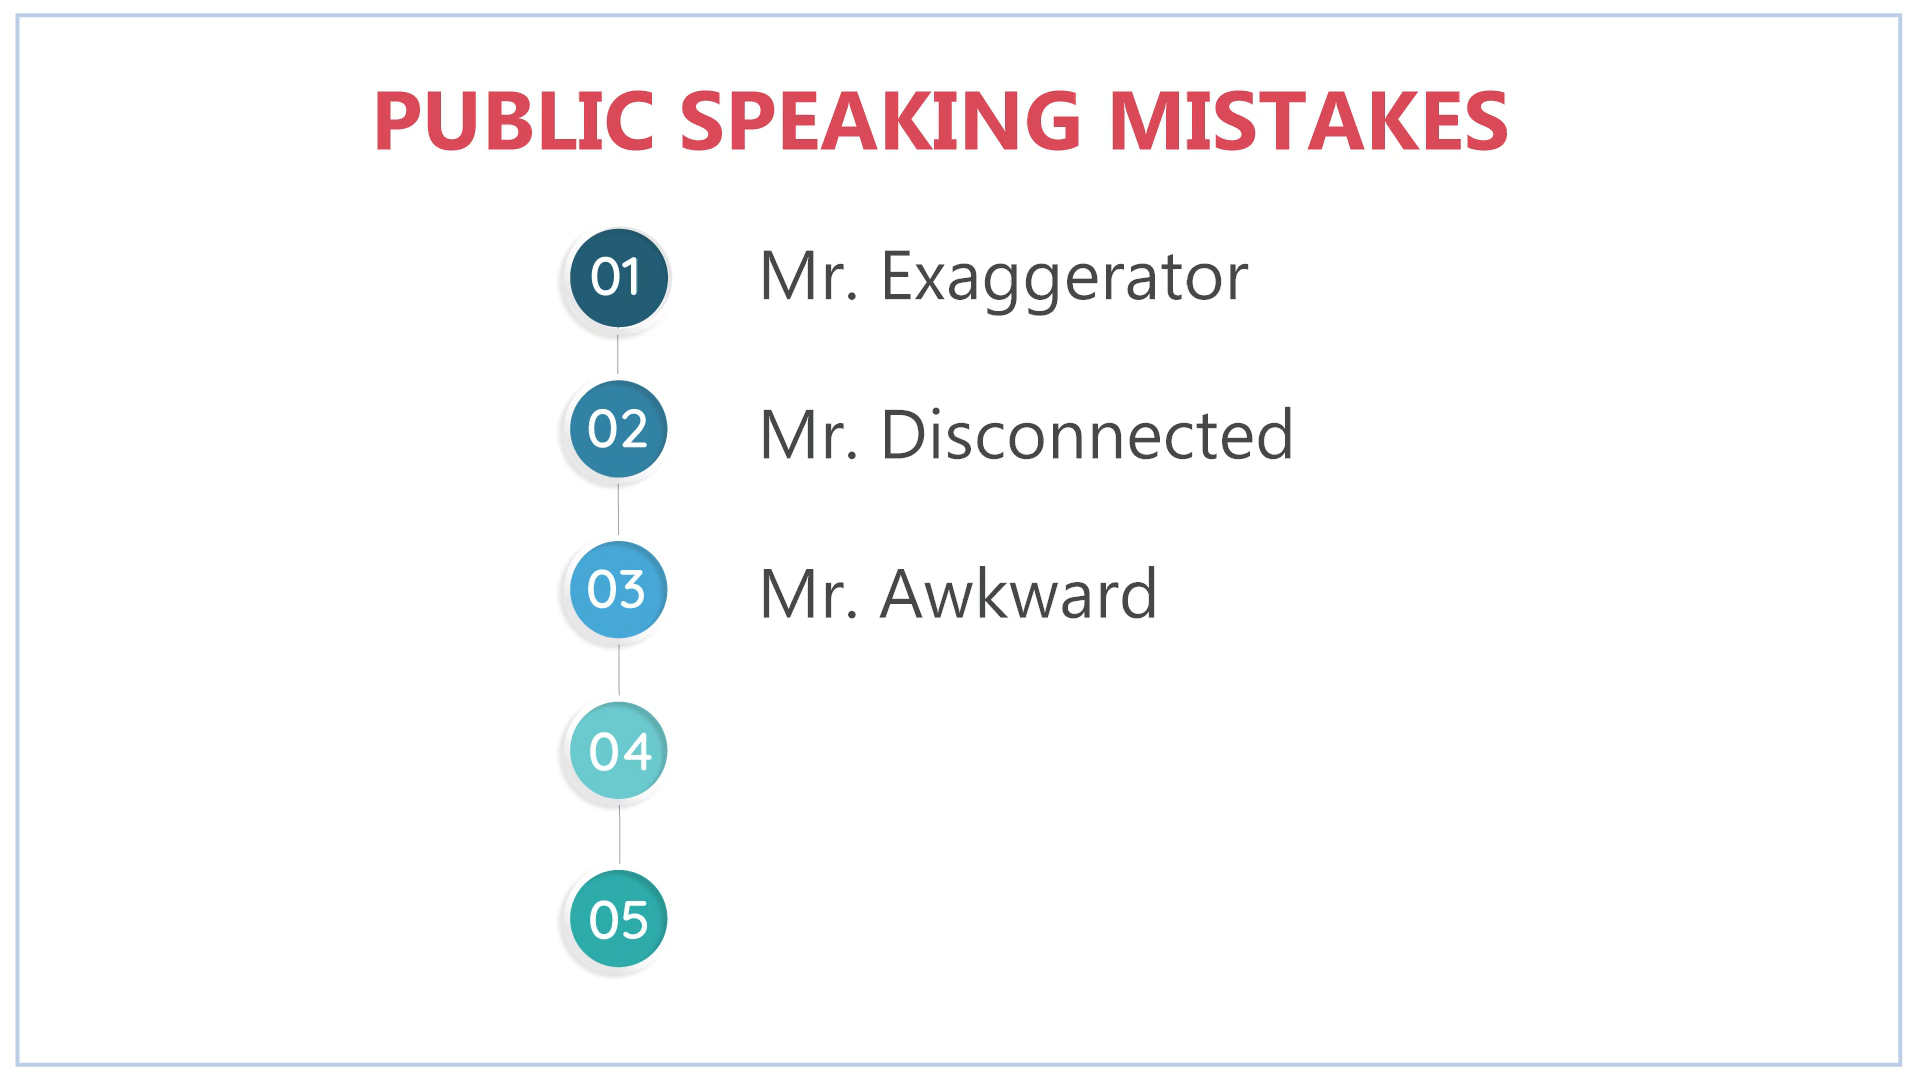 PUBLIC SPEAKING MISTAKES
01 Mr. Exaggerator
02 Mr. Disconnected
03 Mr. Awkward
04
05